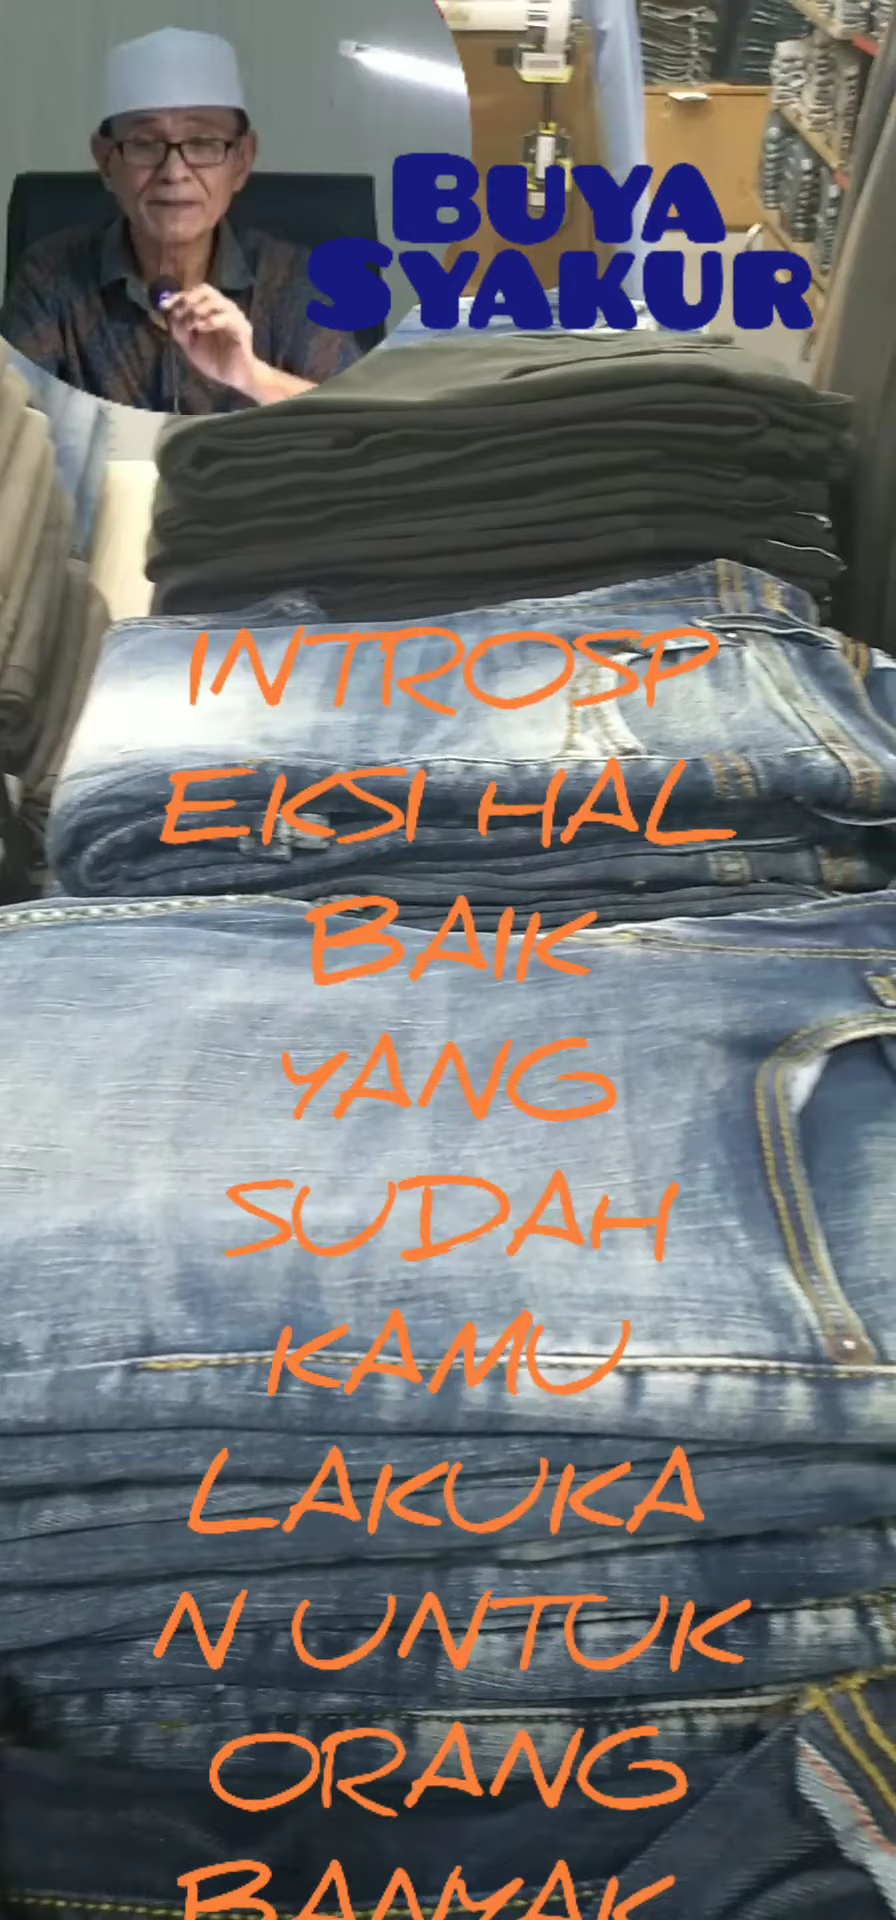 BUYA
SYAKUR
INTROSP
EKSI HAL
BAIK
YANG
SUDAH
KAMU
LAKUKA
N UNTUK
ORANG
BANYAK